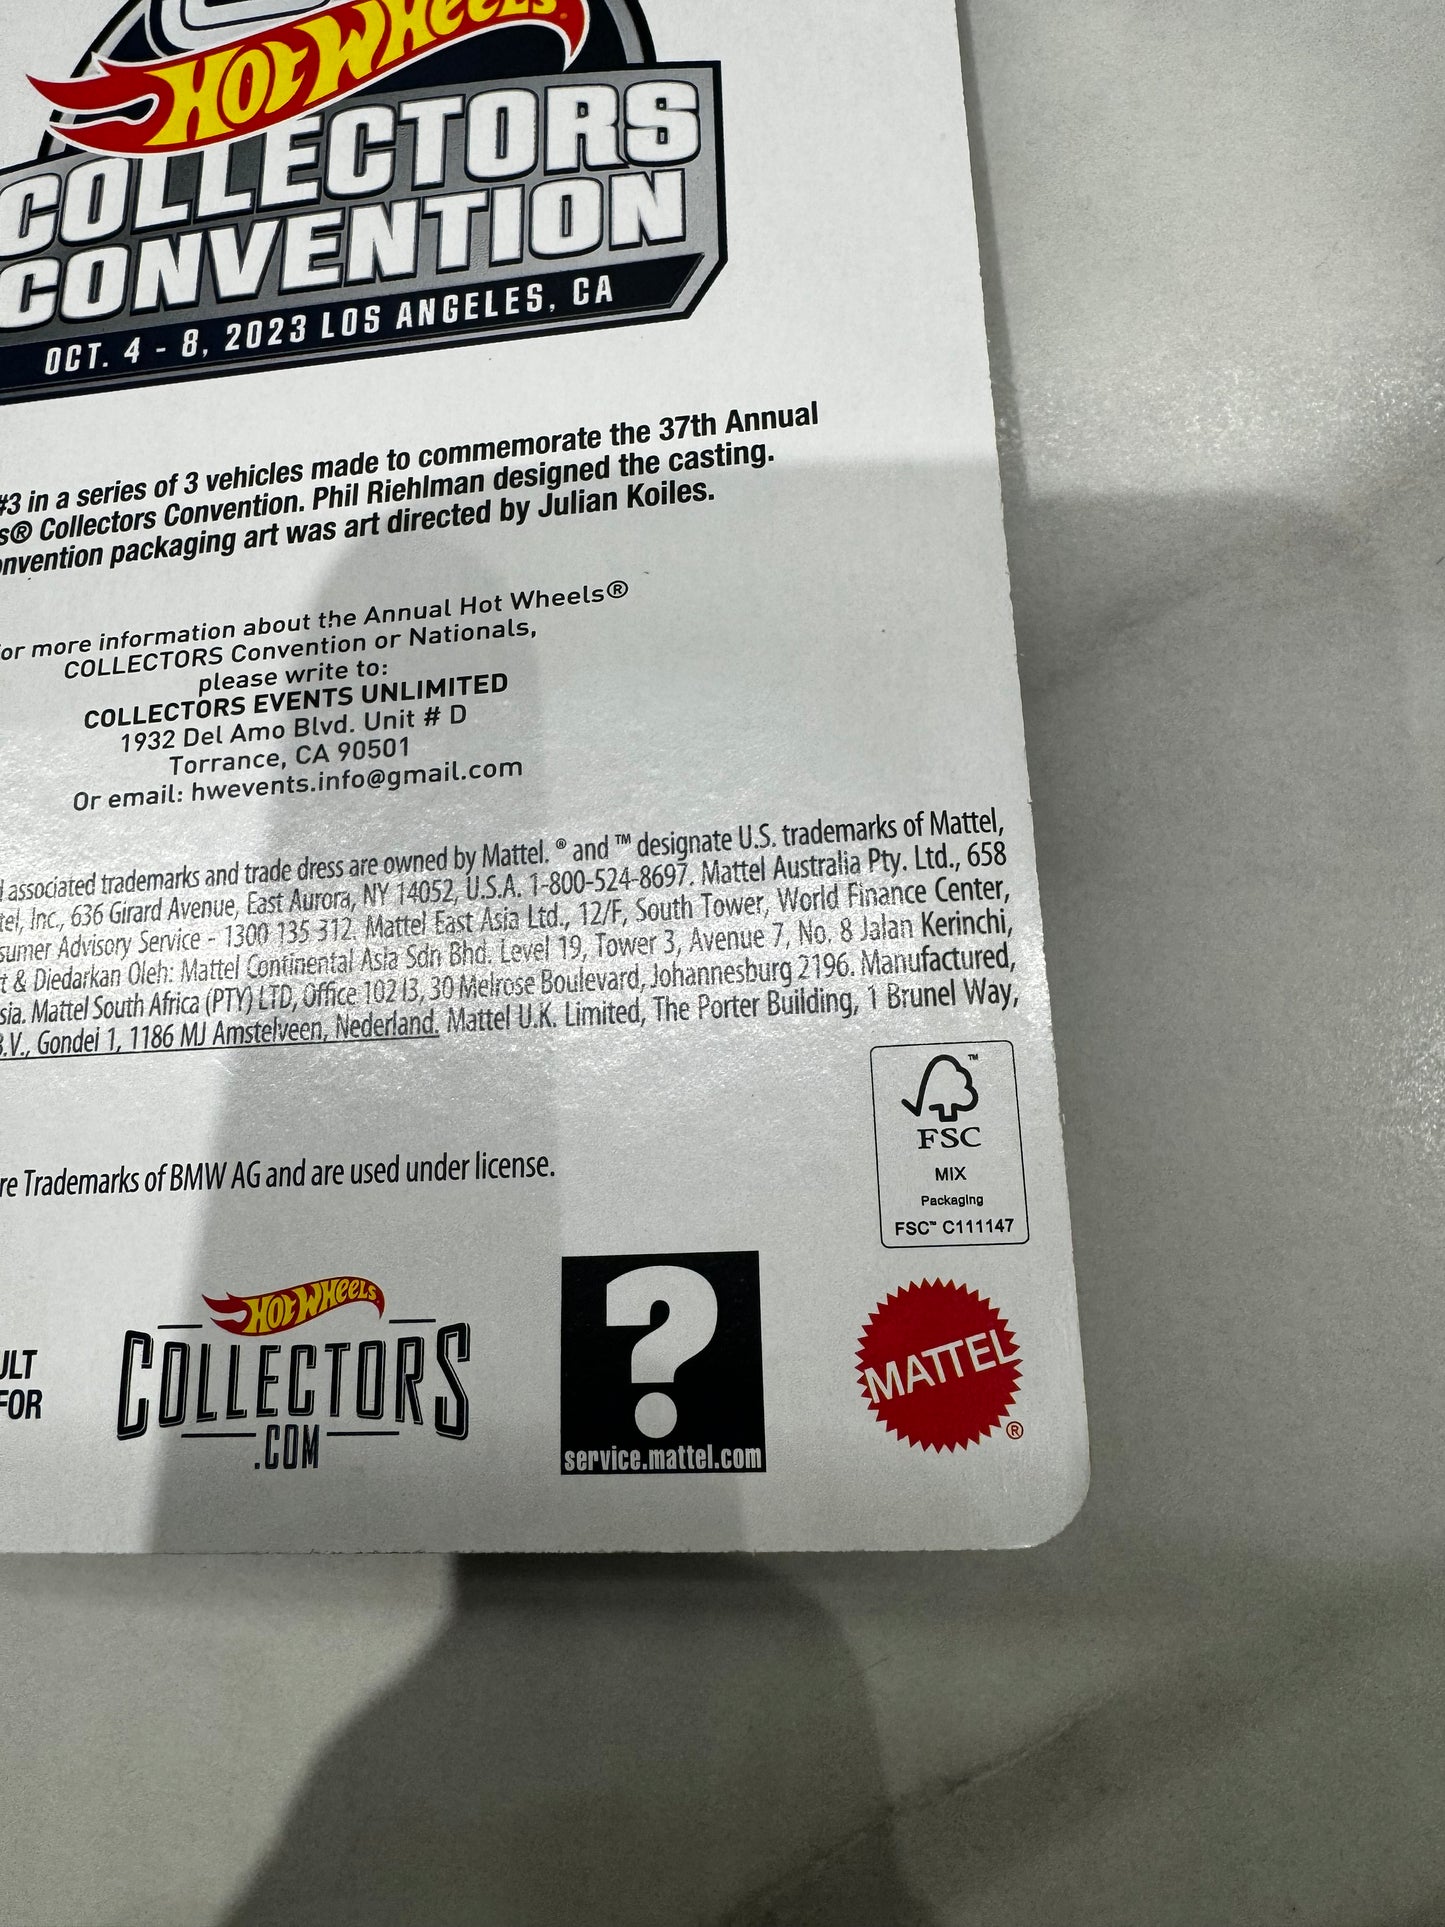 HOT WHEELS
COLLECTORS
CONVENTION
OCT. 4 - 8, 2023 LOS ANGELES, CA
#3 in a series of 3 vehicles made to commemorate the 37th Annual
® Collectors Convention. Phil Riehlman designed the casting.
packaging art was art directed by Julian Koiles.
more information about the Annual Hot Wheels®
COLLECTORS Convention or Nationals,
please write to:
COLLECTORS EVENTS UNLIMITED
1932 Del Amo Blvd. Unit # D
Torrance, CA 90501
Or email: hwevents.info@gmail.com
associated trademarks and trade dress are owned by Mattel. ® and ™ designate U.S. trademarks of Mattel,
Inc., 636 Girard Avenue, East Aurora, NY 14052, U.S.A. 1-800-524-8697. Mattel Australia Pty. Ltd., 658
Advisory Service - 1300 135 312. Mattel East Asia Ltd., 12/F, South Tower, World Finance Center,
& Diedarkan Oleh: Mattel Continental Asia Sdn Bhd. Level 19, Tower 3, Avenue 7, No. 8 Jalan Kerinchi,
Mattel South Africa (PTY) LTD, Office 102 I3, 30 Melrose Boulevard, Johannesburg 2196. Manufactured,
B.V., Gondel 1, 1186 MJ Amstelveen, Nederland. Mattel U.K. Limited, The Porter Building, 1 Brunel Way,
™
FSC
MIX
Packaging
FSC™ C111147
Trademarks of BMW AG and are used under license.
FOR
HOT WHEELS
COLLECTORS
.COM
?
service.mattel.com
MATTEL
®